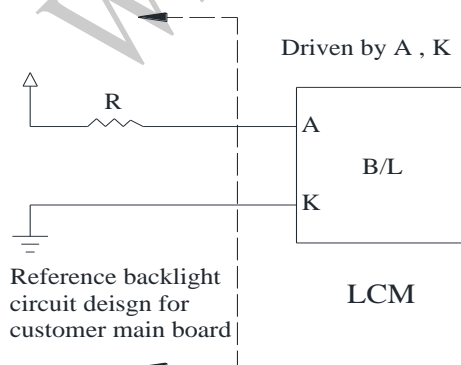 Driven by A , K
R
A
B/L
K
Reference backlight
circuit deisgn for
customer main board
LCM